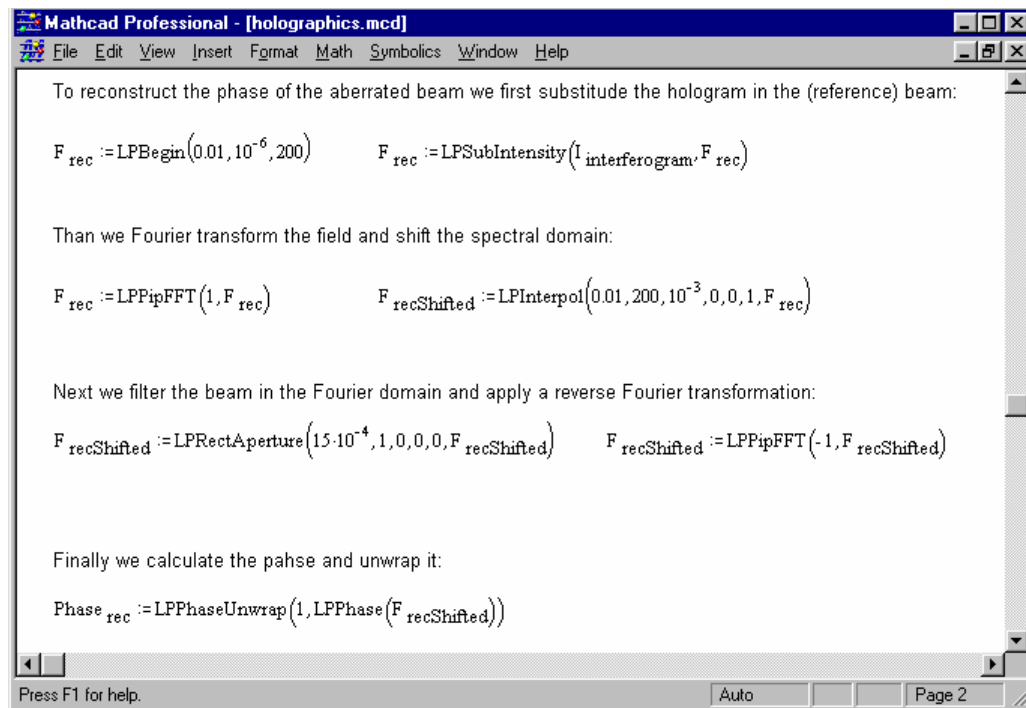 Mathcad Professional - [holographics.mcd]
File Edit View Insert Format Math Symbolics Window Help
To reconstruct the phase of the aberrated beam we first substitude the hologram in the (reference) beam:
F rec :=LPBegin(0.01,10^-6,200) F rec :=LPSubIntensity(I interferogram,F rec)
Than we Fourier transform the field and shift the spectral domain:
F rec :=LPPipFFT(1,F rec) F recShifted :=LPInterpol(0.01,200,10^-3,0,0,1,F rec)
Next we filter the beam in the Fourier domain and apply a reverse Fourier transformation:
F recShifted :=LPRectAperture(15·10^-4,1,0,0,0,F recShifted) F recShifted :=LPPipFFT(-1,F recShifted)
Finally we calculate the pahse and unwrap it:
Phase rec :=LPPhaseUnwrap(1,LPPhase(F recShifted))
Press F1 for help. Auto Page 2